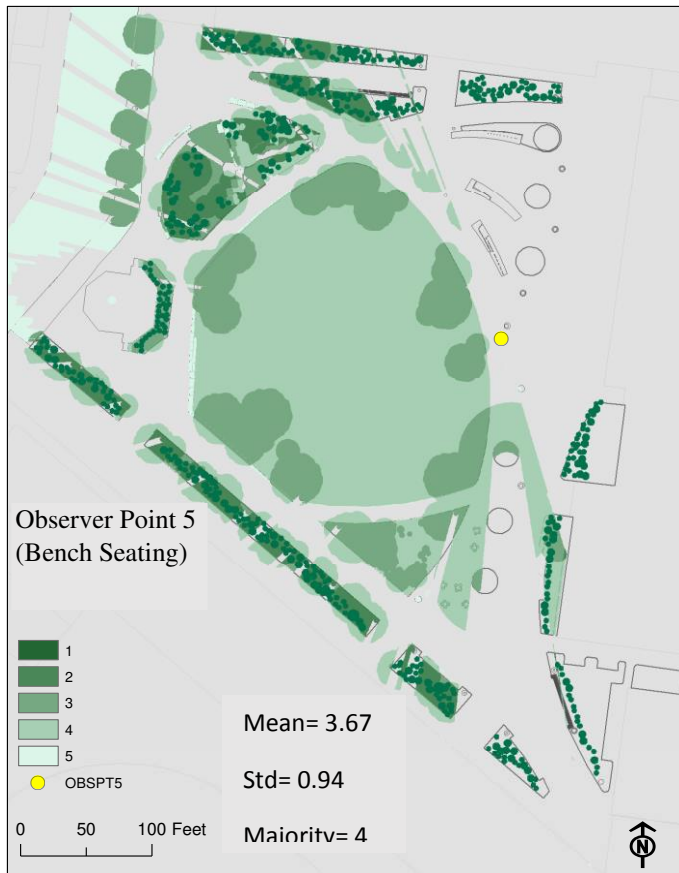 Observer Point 5
(Bench Seating)
1
2
3
4
5
OBSPT5
Mean= 3.67
Std= 0.94
Majority= 4
0 50 100 Feet
N